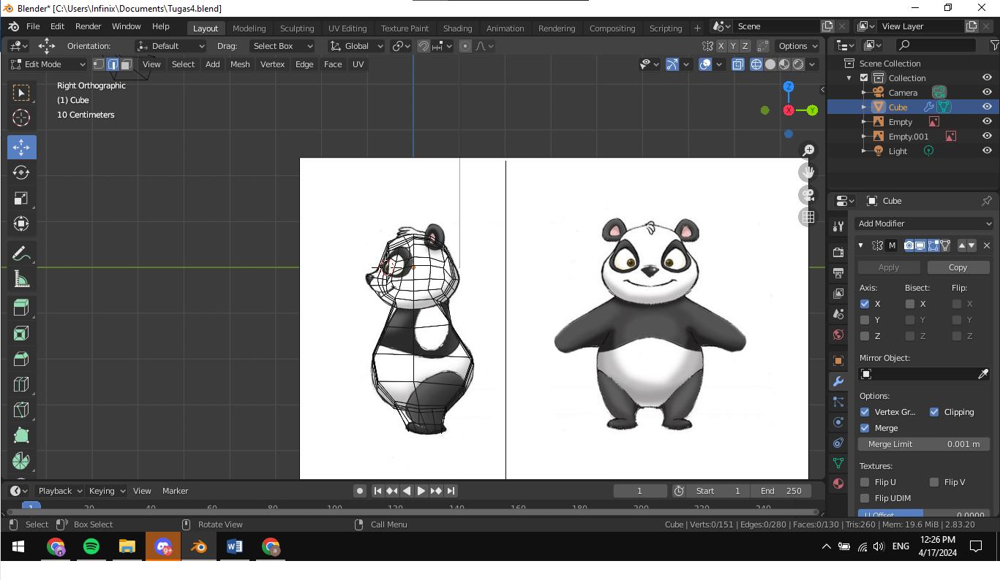 Blender* [C:\Users\Infinix\Documents\Tugas4.blend]
File Edit Render Window Help Layout Modeling Sculpting UV Editing Texture Paint Shading Animation Rendering Compositing Scripting + Scene View Layer
Orientation: Default Drag: Select Box Global X Y Z Options
Edit Mode View Select Add Mesh Vertex Edge Face UV
Right Orthographic
(1) Cube
10 Centimeters
Z
X
Y
Scene Collection
Collection
Camera
Cube
Empty
Empty.001
Light
Cube
Add Modifier
M
Apply Copy
Axis: Bisect: Flip:
X X X
Y Y Y
Z Z Z
Mirror Object:
Options:
Vertex Gr... Clipping
Merge
Merge Limit 0.001 m
Textures:
Flip U Flip V
Flip UDIM
U Offset 0.0000
Playback Keying View Marker 1 Start 1 End 250
1 20 40 60 80 100 120 140 160 180 200 220 240
Select Box Select Rotate View Call Menu Cube | Verts:0/151 | Edges:0/280 | Faces:0/130 | Tris:260 | Mem: 19.6 MiB | 2.83.20
9+
ENG
12:26 PM
4/17/2024